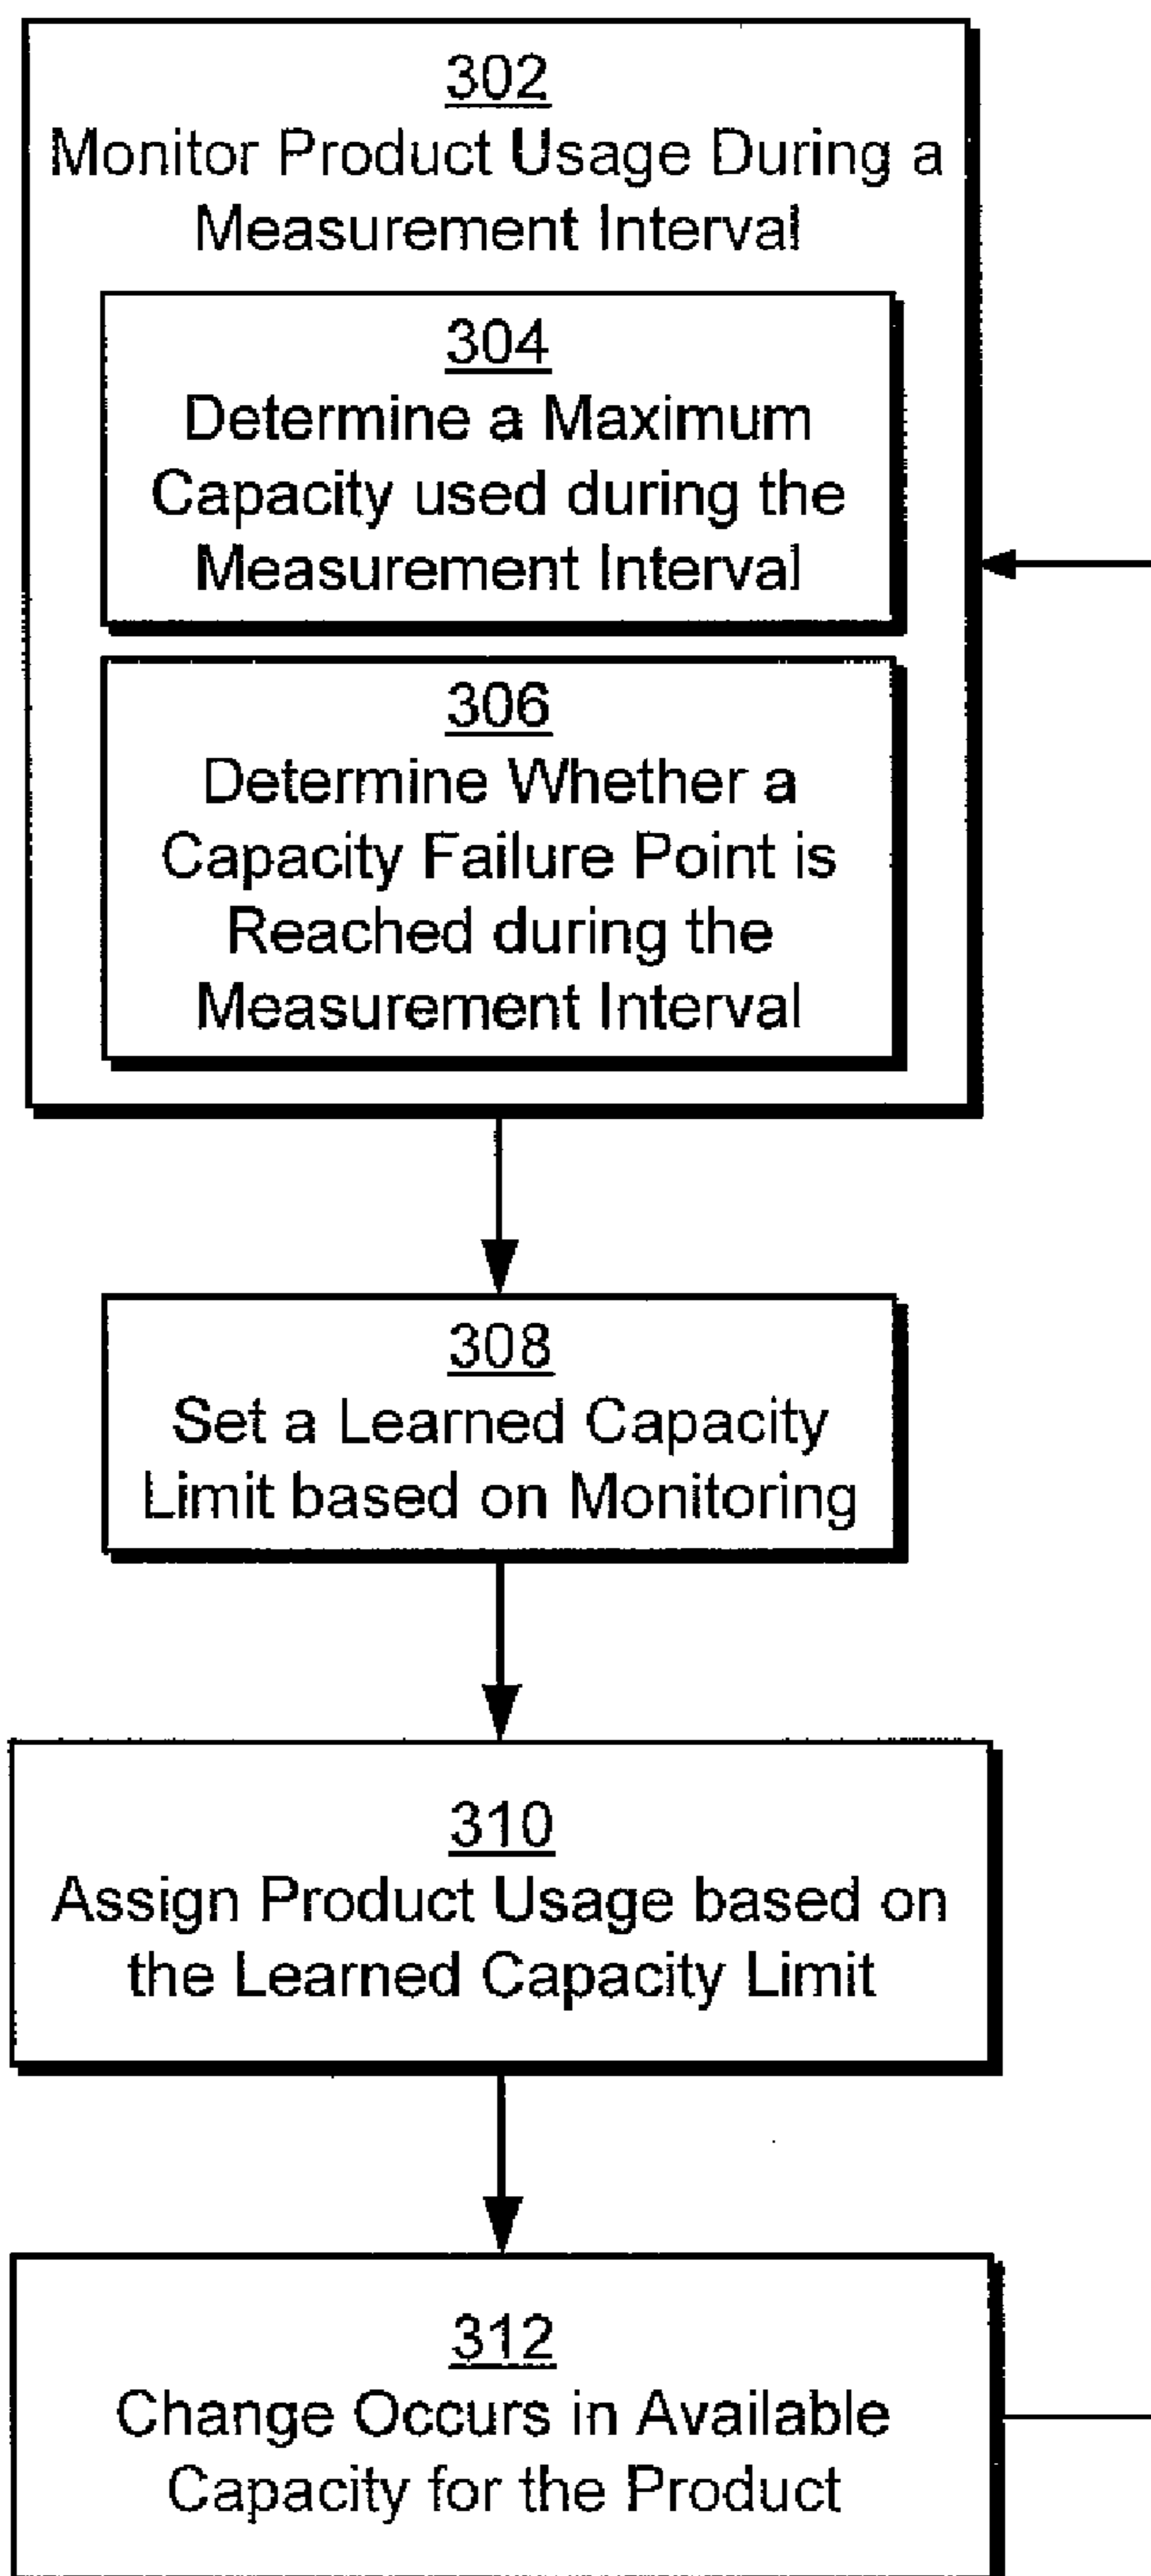 302
Monitor Product Usage During a
Measurement Interval
304
Determine a Maximum
Capacity used during the
Measurement Interval
306
Determine Whether a
Capacity Failure Point is
Reached during the
Measurement Interval
308
Set a Learned Capacity
Limit based on Monitoring
310
Assign Product Usage based on
the Learned Capacity Limit
312
Change Occurs in Available
Capacity for the Product